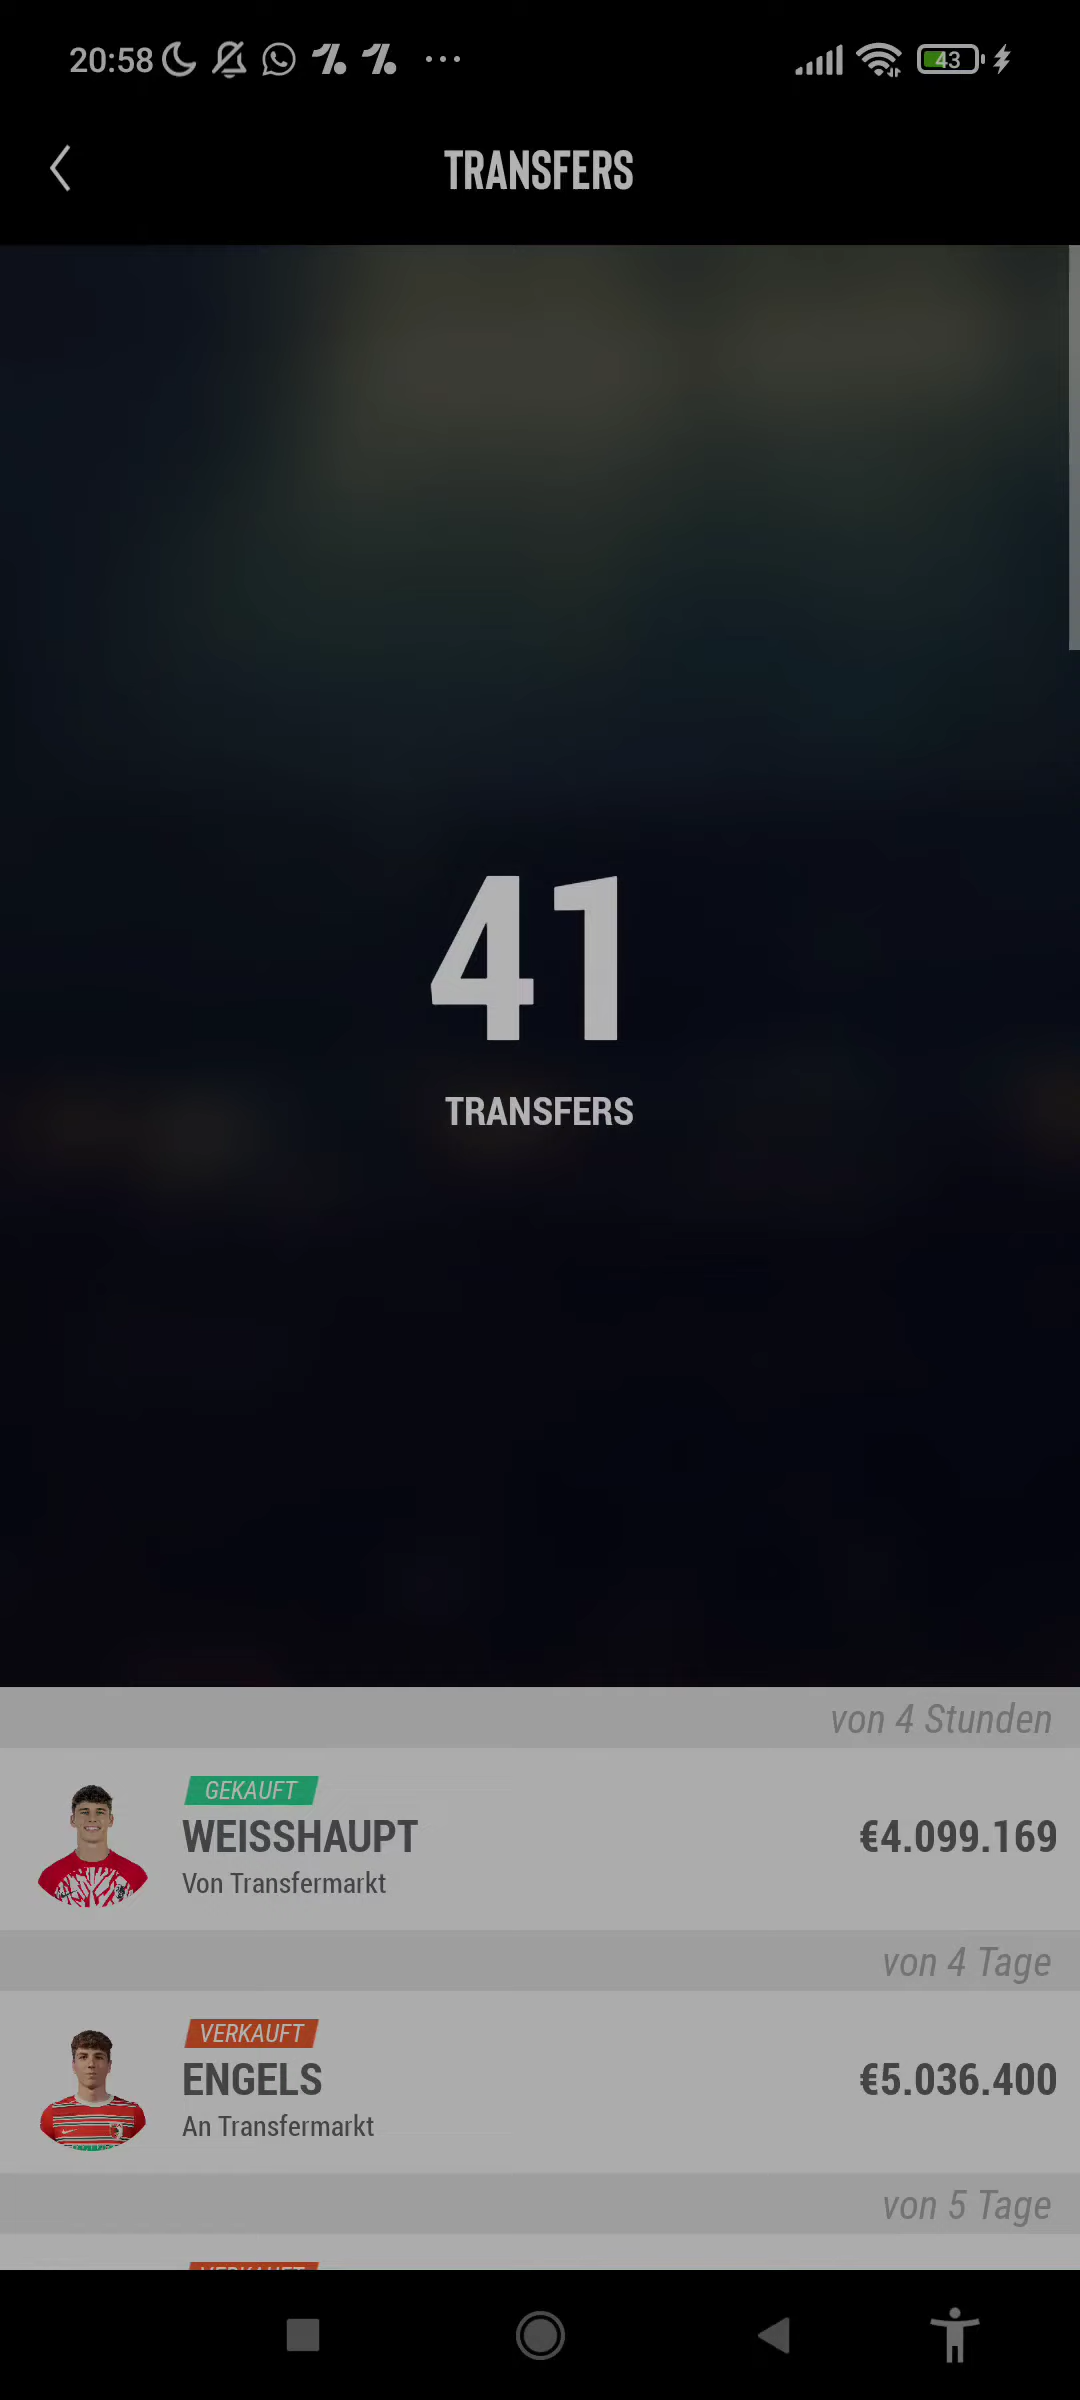 20:58 43
TRANSFERS
41
TRANSFERS
von 4 Stunden
GEKAUFT
WEISSHAUPT
€4.099.169
Von Transfermarkt
von 4 Tage
VERKAUFT
ENGELS
€5.036.400
An Transfermarkt
von 5 Tage